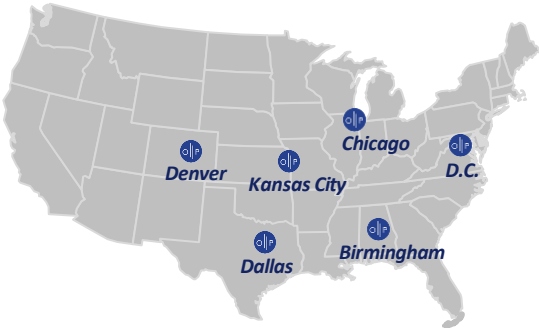 Chicago
Denver
Kansas City
D.C.
Dallas
Birmingham